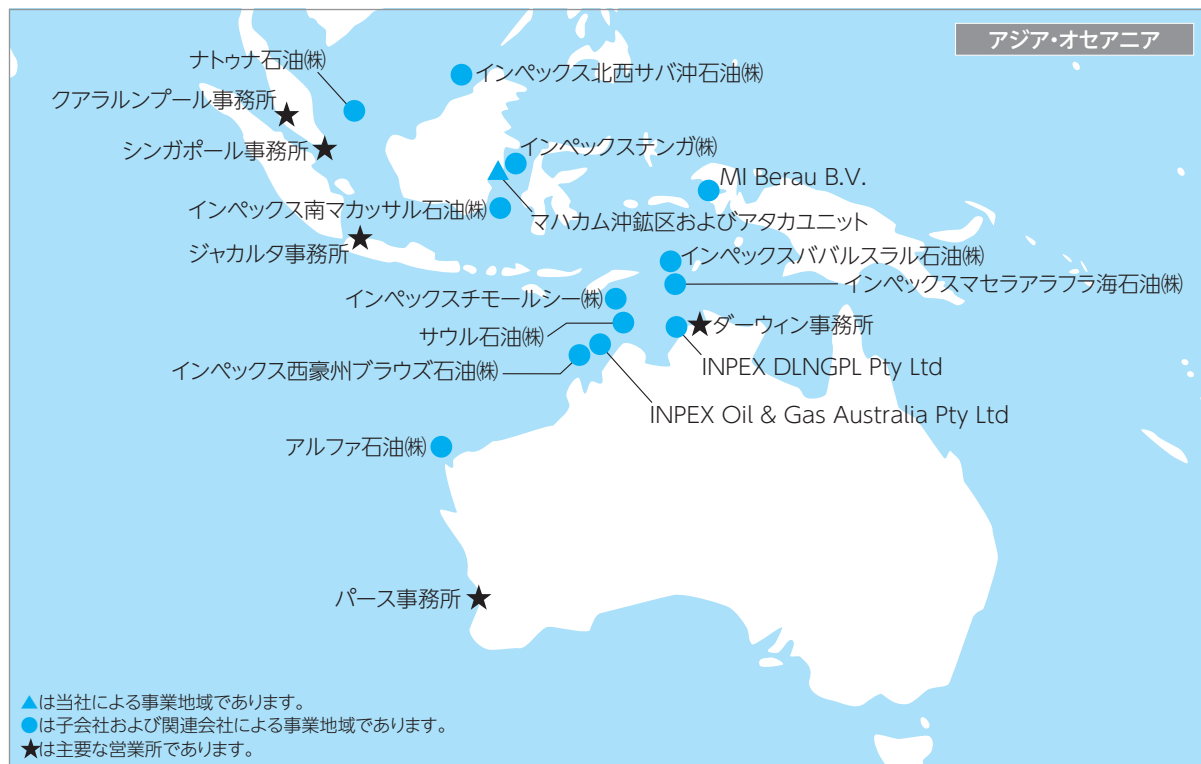 アジア・オセアニア
ナトゥナ石油㈱
インペックス北西サバ沖石油㈱
クアラルンプール事務所
シンガポール事務所
インペックステンガ㈱
MI Berau B.V.
インペックス南マカッサル石油㈱
マハカム沖鉱区およびアタカユニット
ジャカルタ事務所
インペックスババルスラル石油㈱
インペックスマセラアラフラ海石油㈱
インペックスチモールシー㈱
サウル石油㈱
ダーウィン事務所
インペックス西豪州ブラウズ石油㈱
INPEX DLNGPL Pty Ltd
INPEX Oil & Gas Australia Pty Ltd
アルファ石油㈱
パース事務所
▲は当社による事業地域であります。
●は子会社および関連会社による事業地域であります。
★は主要な営業所であります。